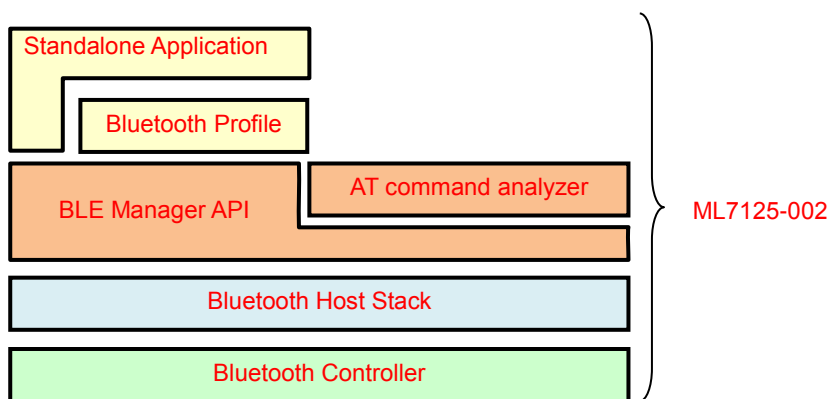 Standalone Application
Bluetooth Profile
AT command analyzer
BLE Manager API
ML7125-002
Bluetooth Host Stack
Bluetooth Controller